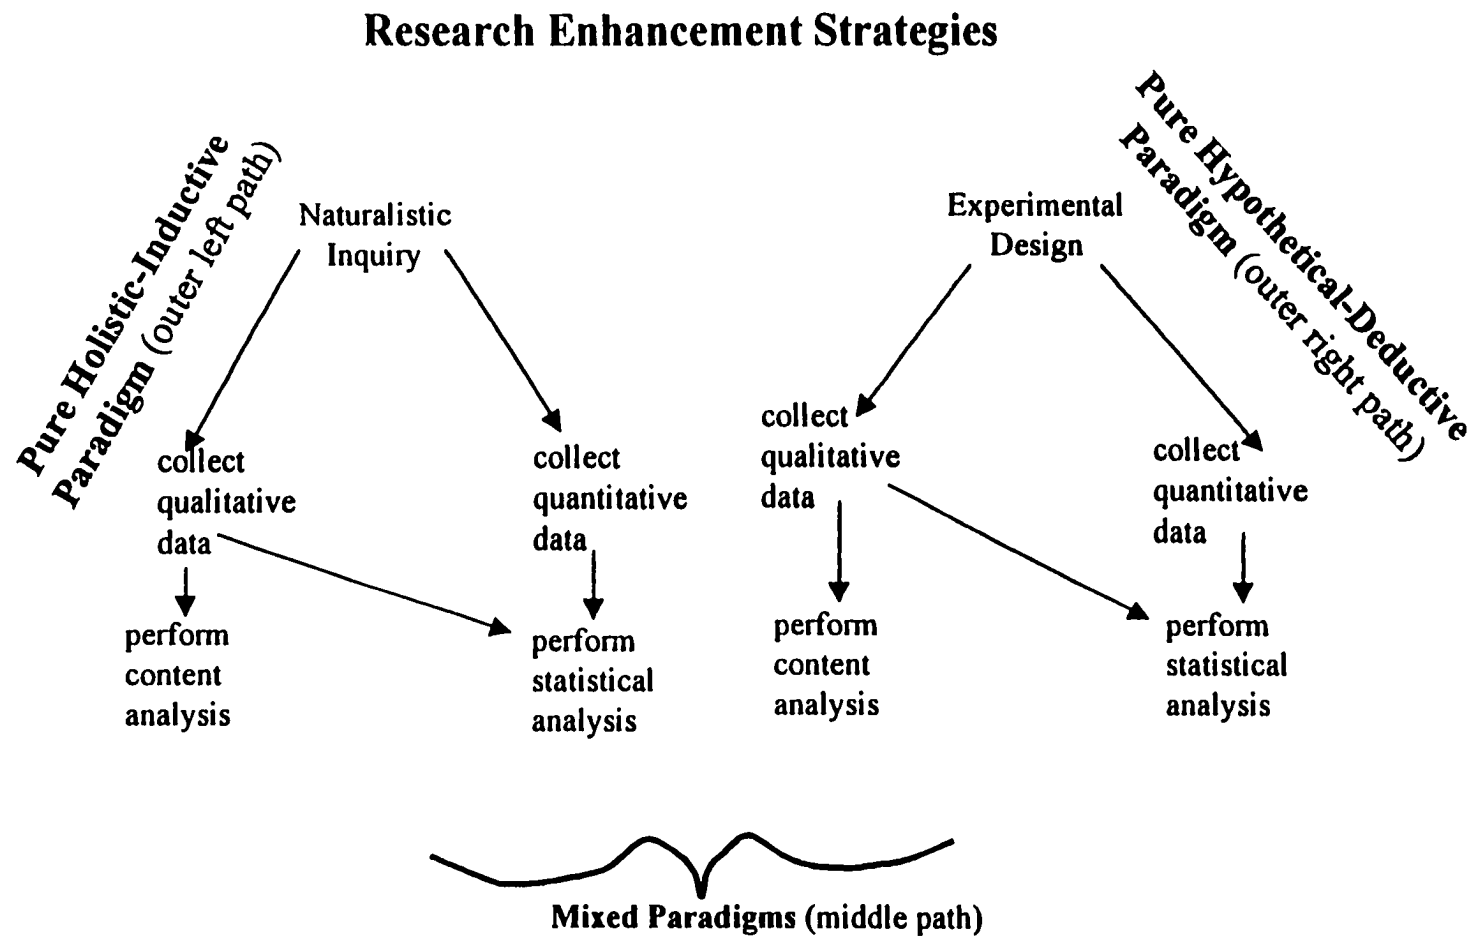 Research Enhancement Strategies
Pure Holistic-Inductive
Paradigm (outer left path)
Naturalistic
Inquiry
Experimental
Design
Pure Hypothetical-Deductive
Paradigm (outer right path)
collect
qualitative
data
collect
quantitative
data
collect
qualitative
data
collect
quantitative
data
perform
content
analysis
perform
statistical
analysis
perform
content
analysis
perform
statistical
analysis
Mixed Paradigms (middle path)